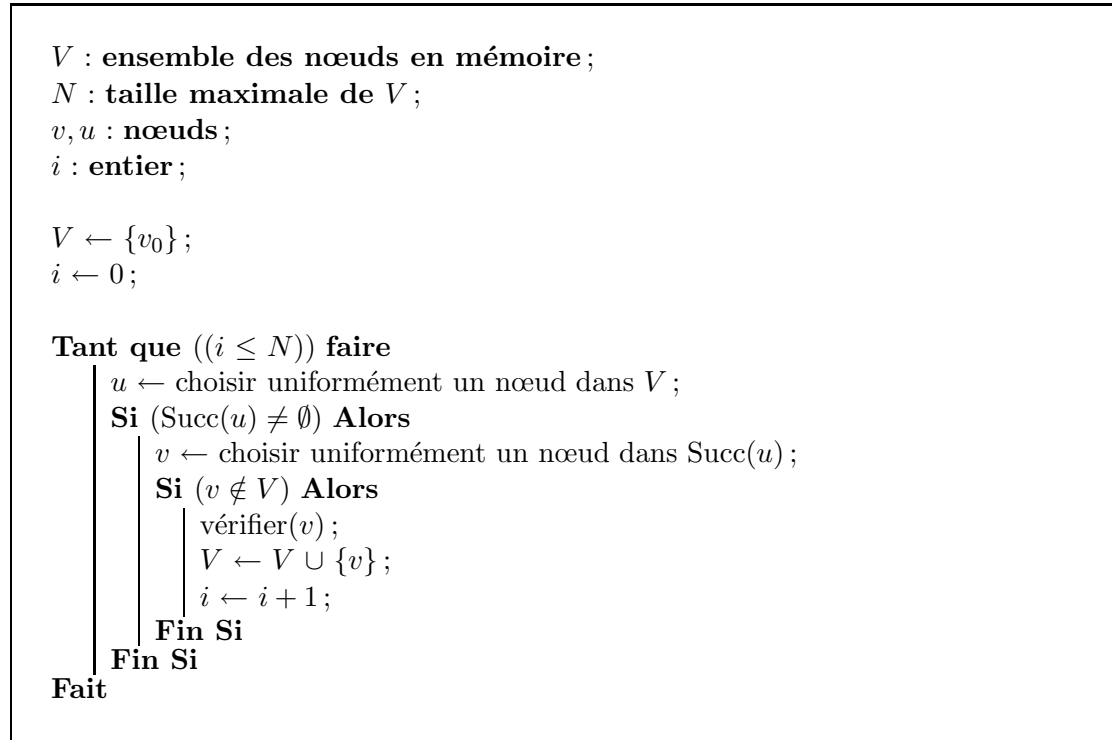 V : ensemble des nœuds en mémoire ;
N : taille maximale de V ;
v, u : nœuds ;
i : entier ;
V ← {v₀} ;
i ← 0 ;
Tant que ((i ≤ N)) faire
u ← choisir uniformément un nœud dans V ;
Si (Succ(u) ≠ ∅) Alors
v ← choisir uniformément un nœud dans Succ(u) ;
Si (v ∉ V) Alors
vérifier(v) ;
V ← V ∪ {v} ;
i ← i + 1 ;
Fin Si
Fin Si
Fait